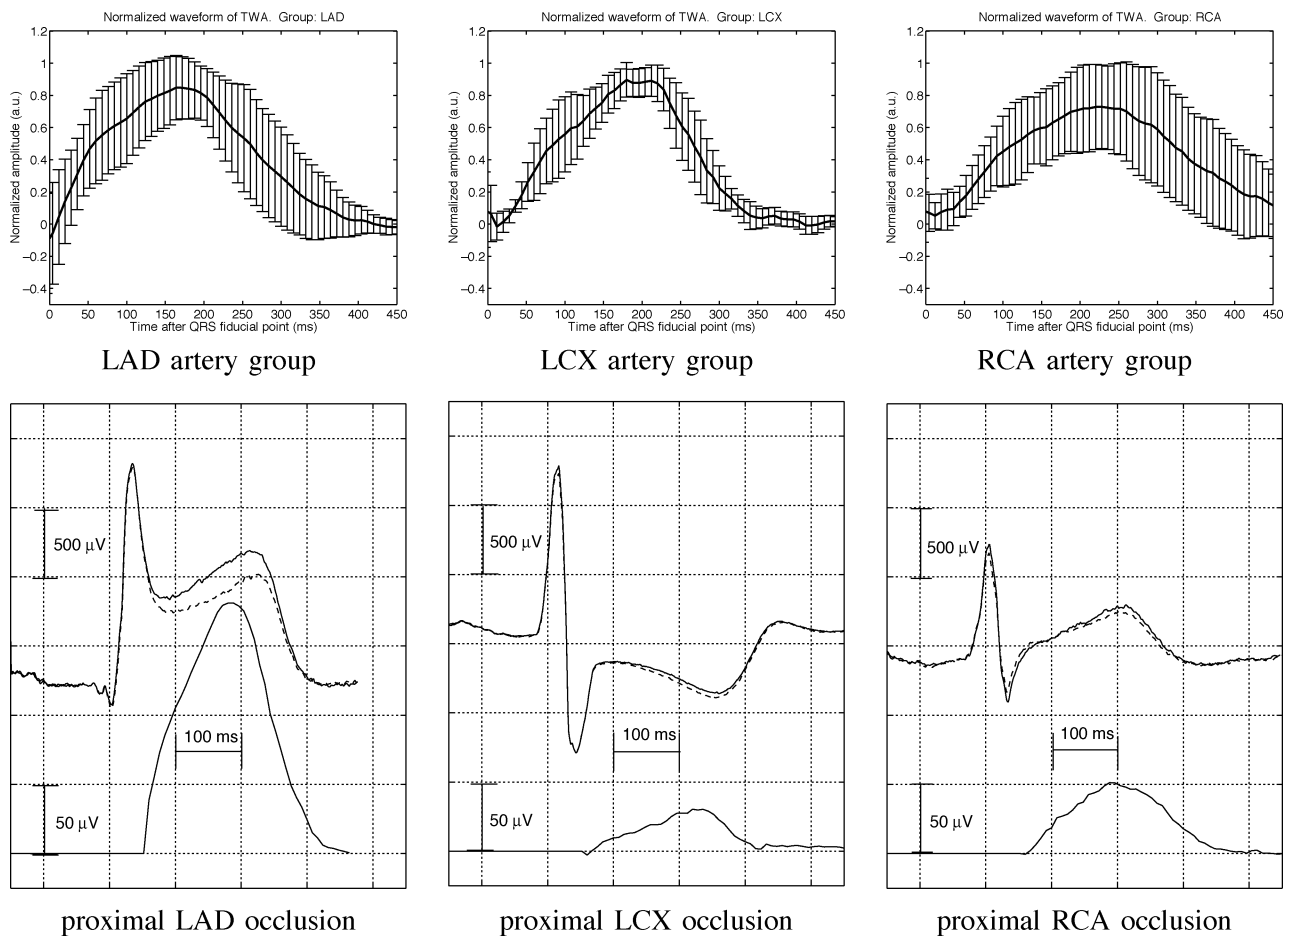 Normalized waveform of TWA.  Group: LAD
1.2
1
0.8
0.6
0.4
0.2
0
−0.2
−0.4
Normalized amplitude (a.u.)
0 50 100 150 200 250 300 350 400 450
Time after QRS fiducial point (ms)
LAD artery group
Normalized waveform of TWA.  Group: LCX
1.2
1
0.8
0.6
0.4
0.2
0
−0.2
−0.4
Normalized amplitude (a.u.)
0 50 100 150 200 250 300 350 400 450
Time after QRS fiducial point (ms)
LCX artery group
Normalized waveform of TWA.  Group: RCA
1.2
1
0.8
0.6
0.4
0.2
0
−0.2
−0.4
Normalized amplitude (a.u.)
0 50 100 150 200 250 300 350 400 450
Time after QRS fiducial point (ms)
RCA artery group
500 μV
100 ms
50 μV
proximal LAD occlusion
500 μV
100 ms
50 μV
proximal LCX occlusion
500 μV
100 ms
50 μV
proximal RCA occlusion